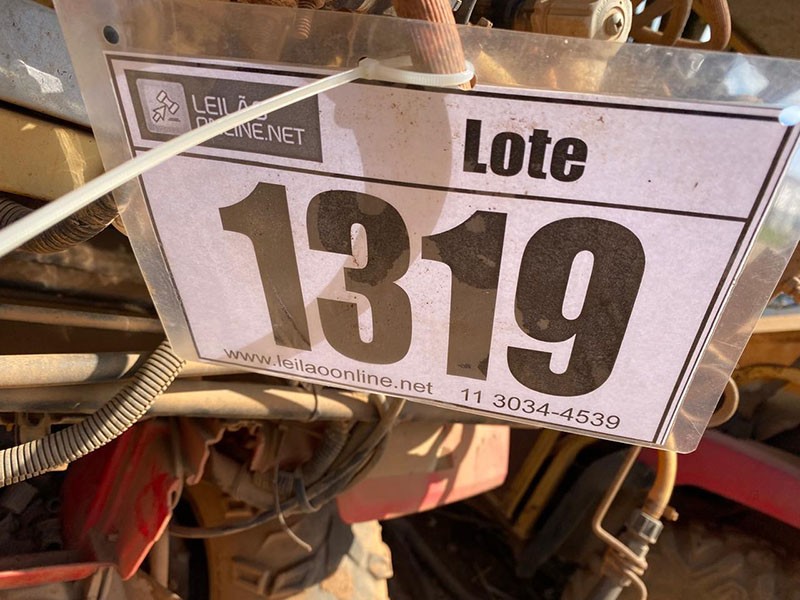 LEILÃO
ONLINE.NET
Lote
1319
www.leilaoonline.net 11 3034-4539